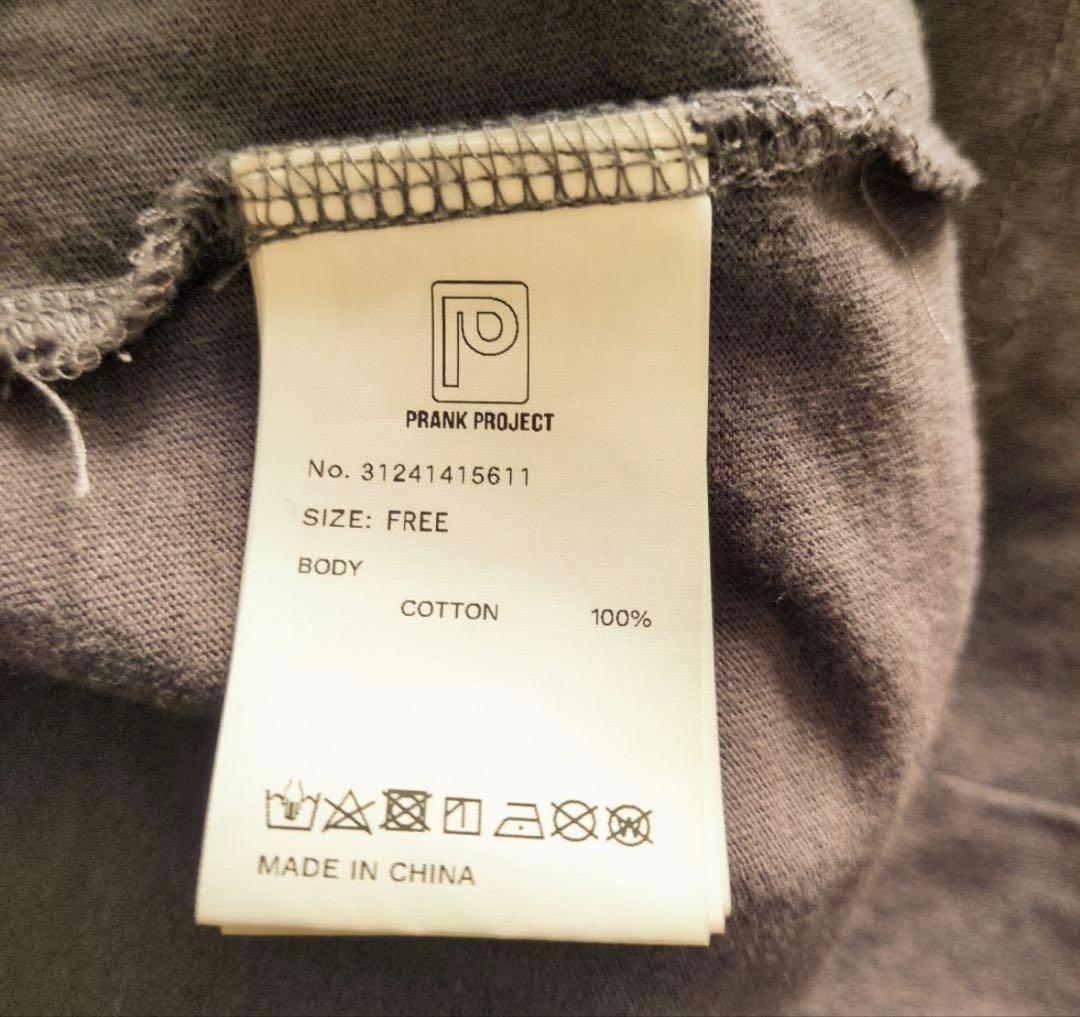 PRANK PROJECT
No. 31241415611
SIZE: FREE
BODY
COTTON 100%
MADE IN CHINA